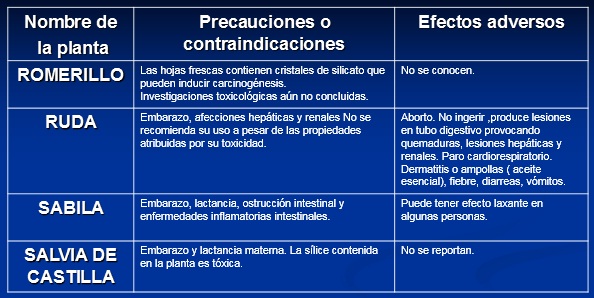 Nombre de la planta
Precauciones o contraindicaciones
Efectos adversos
ROMERILLO
Las hojas frescas contienen cristales de silicato que
pueden inducir carcinogénesis.
Investigaciones toxicológicas aún no concluidas.
No se conocen.
RUDA
Embarazo, afecciones hepáticas y renales No se
recomienda su uso a pesar de las propiedades
atribuidas por su toxicidad.
Aborto. No ingerir ,produce lesiones
en tubo digestivo provocando
quemaduras, lesiones hepáticas y
renales. Paro cardiorespiratorio.
Dermatitis o ampollas ( aceite
esencial), fiebre, diarreas, vómitos.
SABILA
Embarazo, lactancia, ostrucción intestinal y
enfermedades inflamatorias intestinales.
Puede tener efecto laxante en
algunas personas.
SALVIA DE
CASTILLA
Embarazo y lactancia materna. La sílice contenida
en la planta es tóxica.
No se reportan.